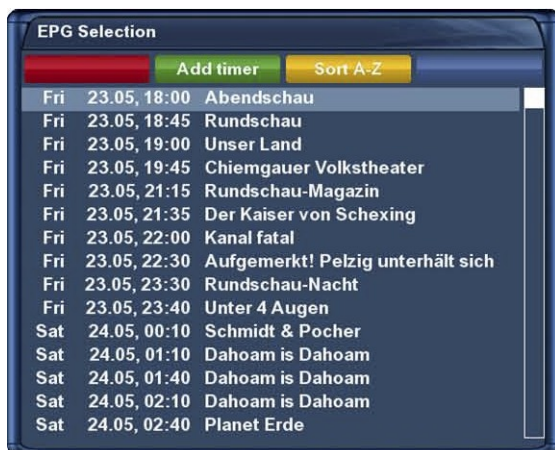 EPG Selection
Add timer Sort A-Z
Fri 23.05, 18:00 Abendschau
Fri 23.05, 18:45 Rundschau
Fri 23.05, 19:00 Unser Land
Fri 23.05, 19:45 Chiemgauer Volkstheater
Fri 23.05, 21:15 Rundschau-Magazin
Fri 23.05, 21:35 Der Kaiser von Schexing
Fri 23.05, 22:00 Kanal fatal
Fri 23.05, 22:30 Aufgemerkt! Pelzig unterhält sich
Fri 23.05, 23:30 Rundschau-Nacht
Fri 23.05, 23:40 Unter 4 Augen
Sat 24.05, 00:10 Schmidt & Pocher
Sat 24.05, 01:10 Dahoam is Dahoam
Sat 24.05, 01:40 Dahoam is Dahoam
Sat 24.05, 02:10 Dahoam is Dahoam
Sat 24.05, 02:40 Planet Erde